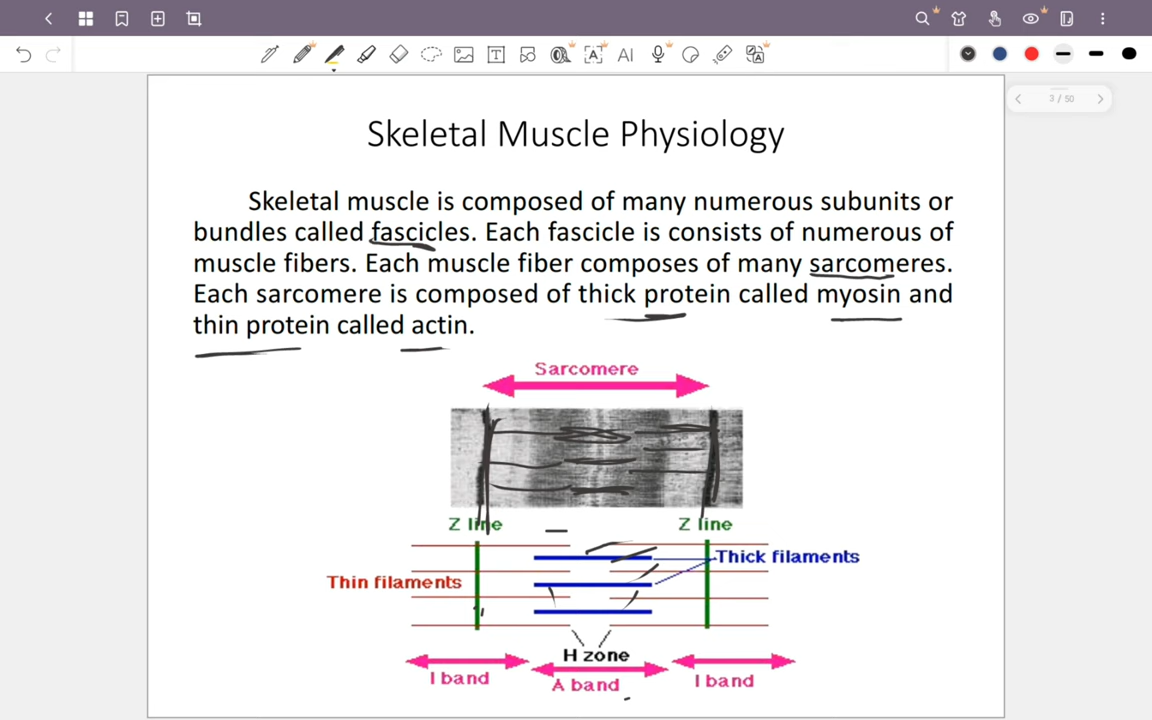 AI
3 / 50
Skeletal Muscle Physiology
Skeletal muscle is composed of many numerous subunits or
bundles called fascicles. Each fascicle is consists of numerous of
muscle fibers. Each muscle fiber composes of many sarcomeres.
Each sarcomere is composed of thick protein called myosin and
thin protein called actin.
Sarcomere
Z line
Z line
Thick filaments
Thin filaments
H zone
I band
A band
I band